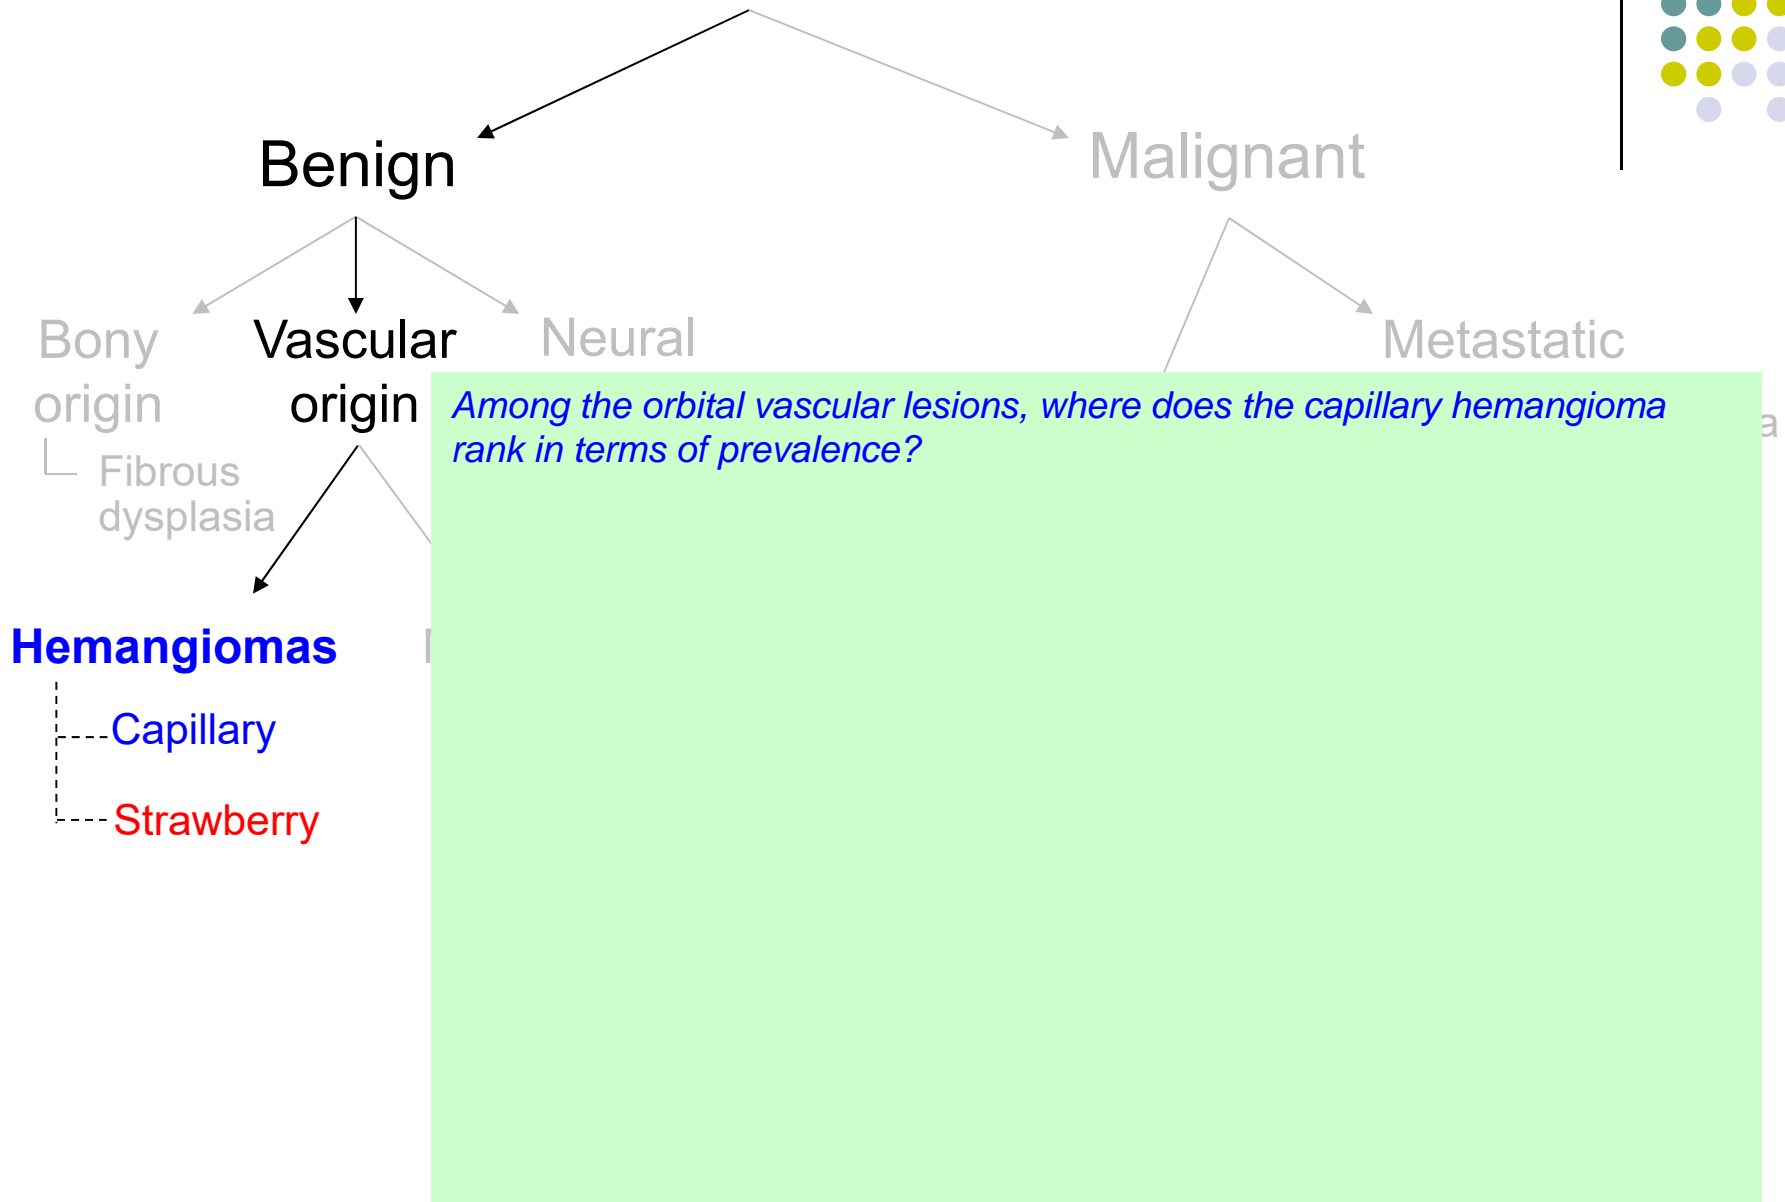 Benign
Malignant
Bony
origin
Vascular
origin
Neural
Metastatic
Among the orbital vascular lesions, where does the capillary hemangioma
rank in terms of prevalence?
a
Fibrous
dysplasia
Hemangiomas
Capillary
Strawberry